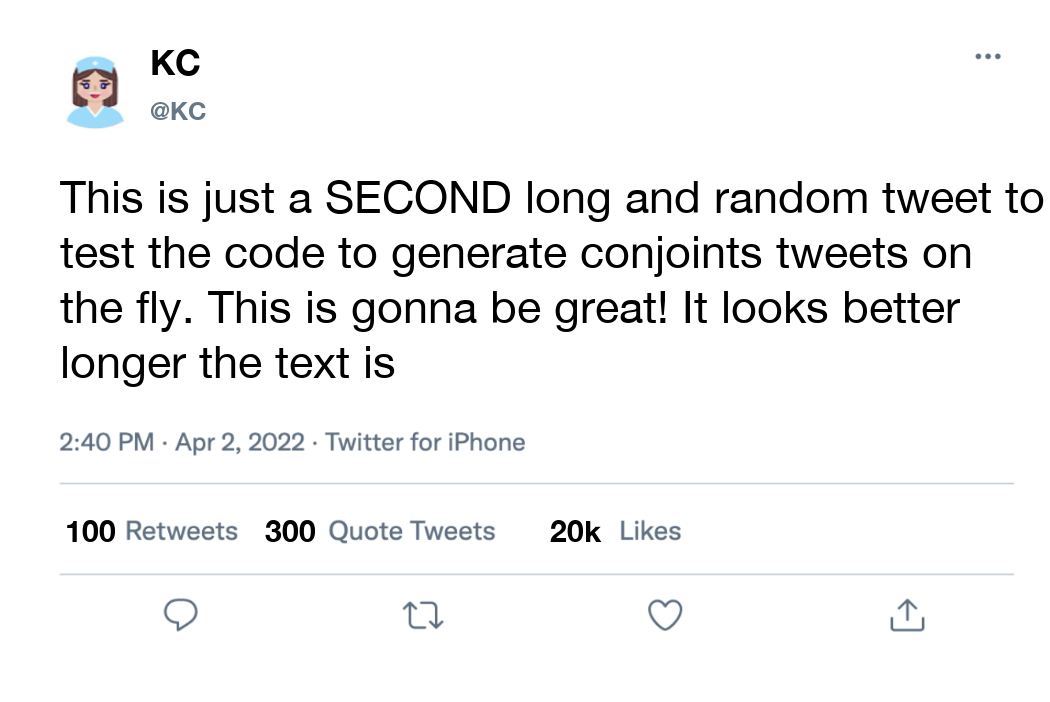 KC
@KC
This is just a SECOND long and random tweet to
test the code to generate conjoints tweets on
the fly. This is gonna be great! It looks better
longer the text is
2:40 PM · Apr 2, 2022 · Twitter for iPhone
100 Retweets 300 Quote Tweets 20k Likes